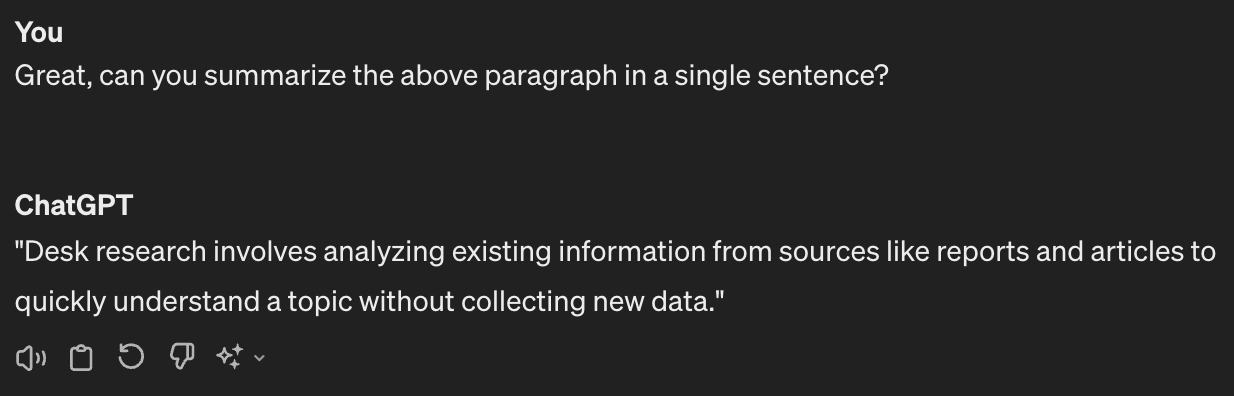 You
Great, can you summarize the above paragraph in a single sentence?
ChatGPT
"Desk research involves analyzing existing information from sources like reports and articles to
quickly understand a topic without collecting new data."